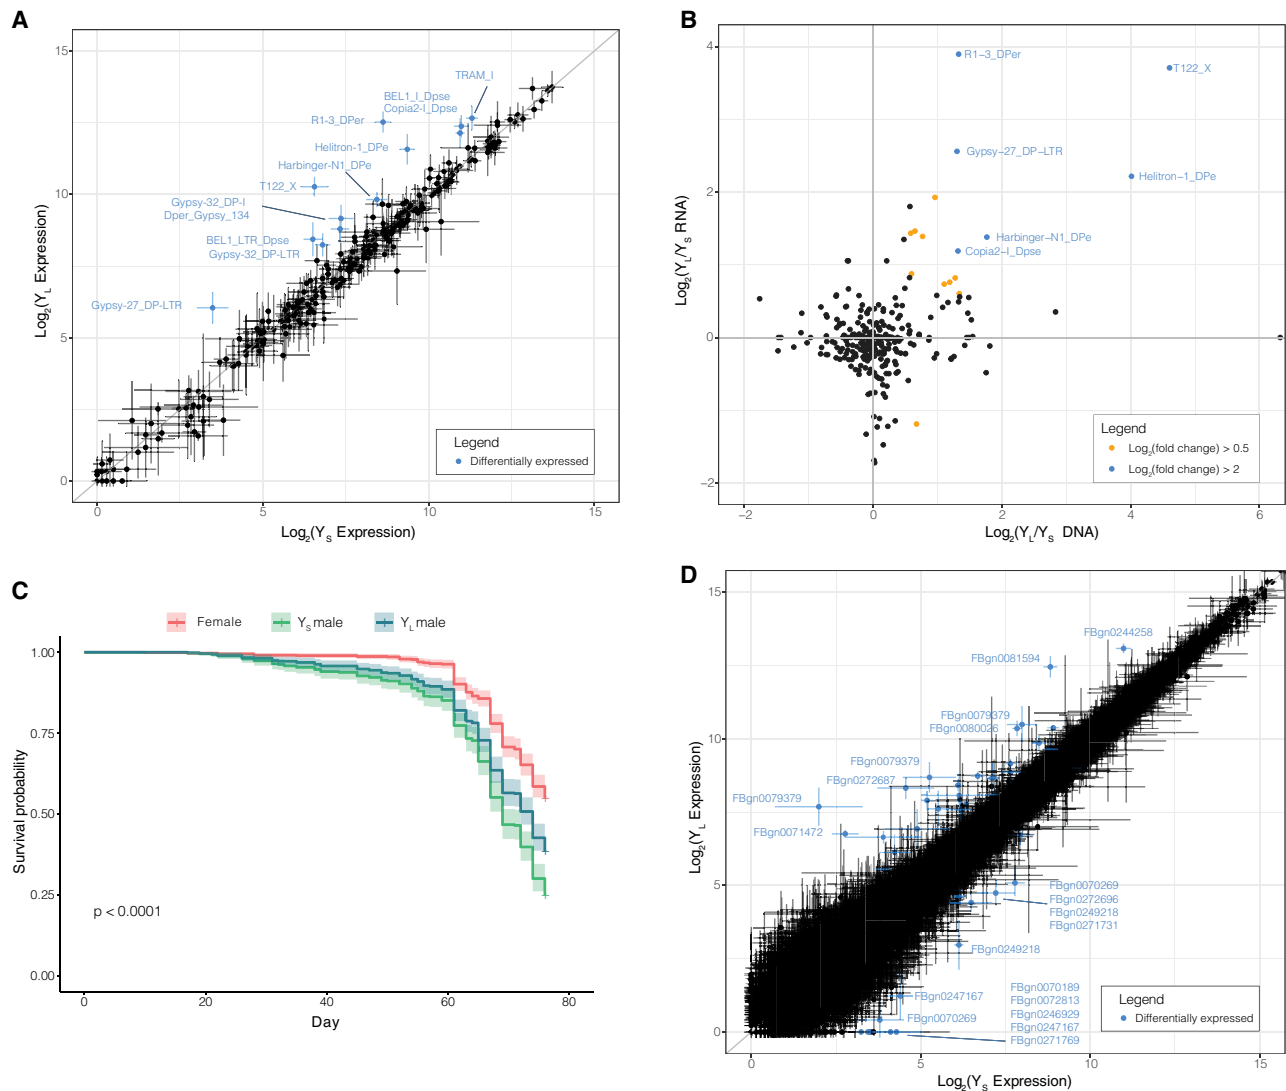 A
15
10
5
0
0
5
10
15
Log2(YL Expression)
Log2(YS Expression)
TRAM_I
BEL1_I_Dpse
Copia2-I_Dpse
R1-3_DPer
Helitron-1_DPe
Harbinger-N1_DPe
T122_X
Gypsy-32_DP-I
Dper_Gypsy_134
BEL1_LTR_Dpse
Gypsy-32_DP-LTR
Gypsy-27_DP-LTR
Legend
Differentially expressed
B
4
2
0
−2
−2
0
2
4
6
Log2(YL/YS RNA)
Log2(YL/YS DNA)
R1−3_DPer
T122_X
Gypsy−27_DP−LTR
Helitron−1_DPe
Harbinger−N1_DPe
Copia2−I_Dpse
Legend
Log2(fold change) > 0.5
Log2(fold change) > 2
C
Female
YS male
YL male
1.00
0.75
0.50
0.25
0.00
0
20
40
60
80
Survival probability
Day
p < 0.0001
D
15
10
5
0
0
5
10
15
Log2(YL Expression)
Log2(YS Expression)
FBgn0244258
FBgn0081594
FBgn0079379
FBgn0080026
FBgn0079379
FBgn0272687
FBgn0079379
FBgn0071472
FBgn0070269
FBgn0272696
FBgn0249218
FBgn0271731
FBgn0249218
FBgn0247167
FBgn0070269
FBgn0070189
FBgn0072813
FBgn0246929
FBgn0247167
FBgn0271769
Legend
Differentially expressed